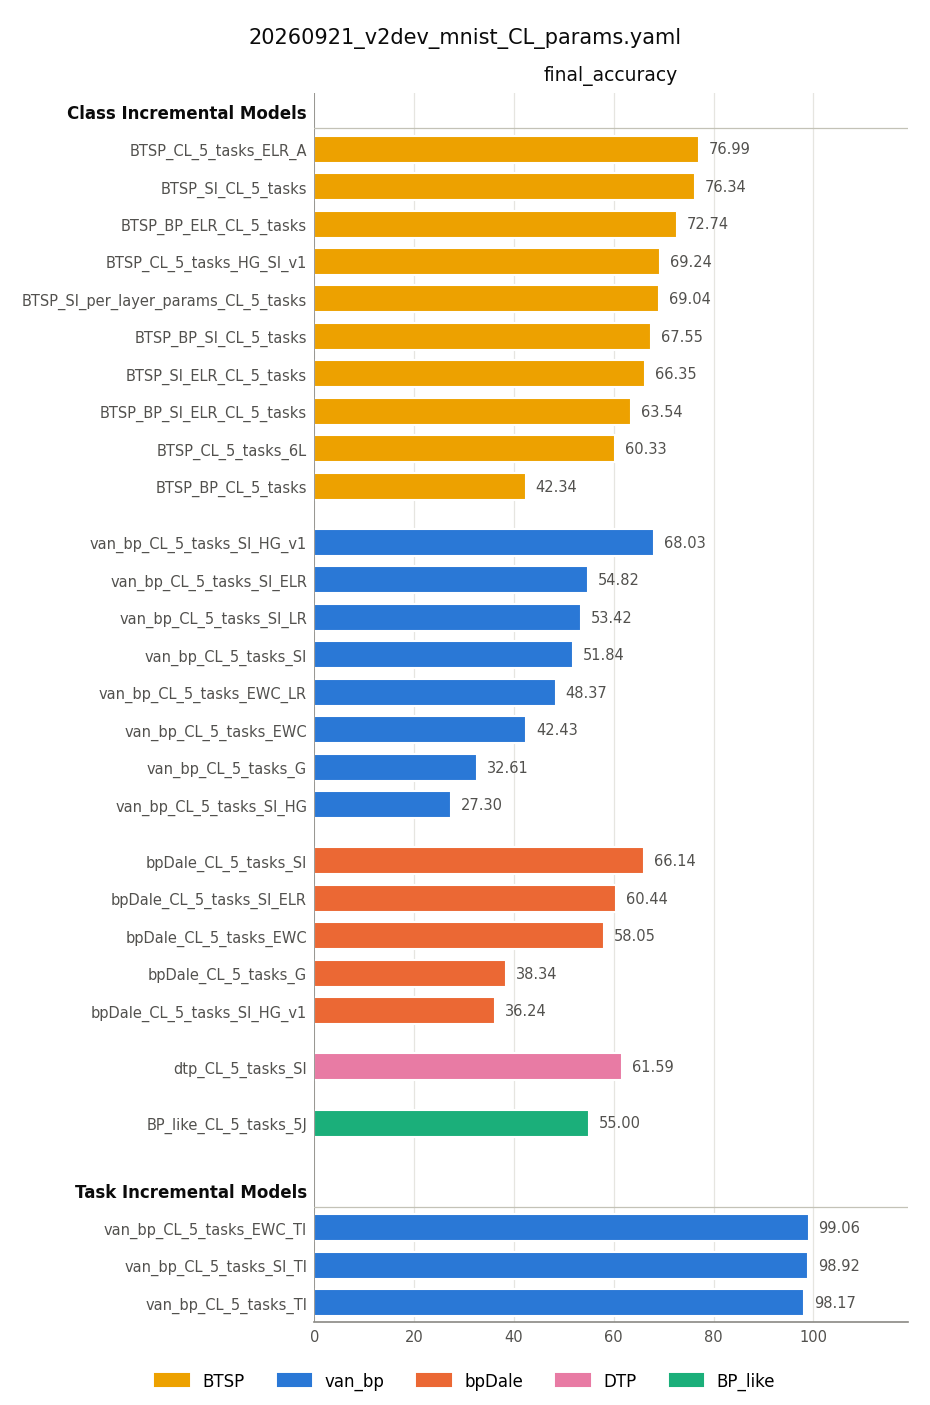 20260921_v2dev_mnist_CL_params.yaml
final_accuracy
Class Incremental Models
BTSP_CL_5_tasks_ELR_A 76.99
BTSP_SI_CL_5_tasks 76.34
BTSP_BP_ELR_CL_5_tasks 72.74
BTSP_CL_5_tasks_HG_SI_v1 69.24
BTSP_SI_per_layer_params_CL_5_tasks 69.04
BTSP_BP_SI_CL_5_tasks 67.55
BTSP_SI_ELR_CL_5_tasks 66.35
BTSP_BP_SI_ELR_CL_5_tasks 63.54
BTSP_CL_5_tasks_6L 60.33
BTSP_BP_CL_5_tasks 42.34
van_bp_CL_5_tasks_SI_HG_v1 68.03
van_bp_CL_5_tasks_SI_ELR 54.82
van_bp_CL_5_tasks_SI_LR 53.42
van_bp_CL_5_tasks_SI 51.84
van_bp_CL_5_tasks_EWC_LR 48.37
van_bp_CL_5_tasks_EWC 42.43
van_bp_CL_5_tasks_G 32.61
van_bp_CL_5_tasks_SI_HG 27.30
bpDale_CL_5_tasks_SI 66.14
bpDale_CL_5_tasks_SI_ELR 60.44
bpDale_CL_5_tasks_EWC 58.05
bpDale_CL_5_tasks_G 38.34
bpDale_CL_5_tasks_SI_HG_v1 36.24
dtp_CL_5_tasks_SI 61.59
BP_like_CL_5_tasks_5J 55.00
Task Incremental Models
van_bp_CL_5_tasks_EWC_TI 99.06
van_bp_CL_5_tasks_SI_TI 98.92
van_bp_CL_5_tasks_TI 98.17
0 20 40 60 80 100
BTSP van_bp bpDale DTP BP_like